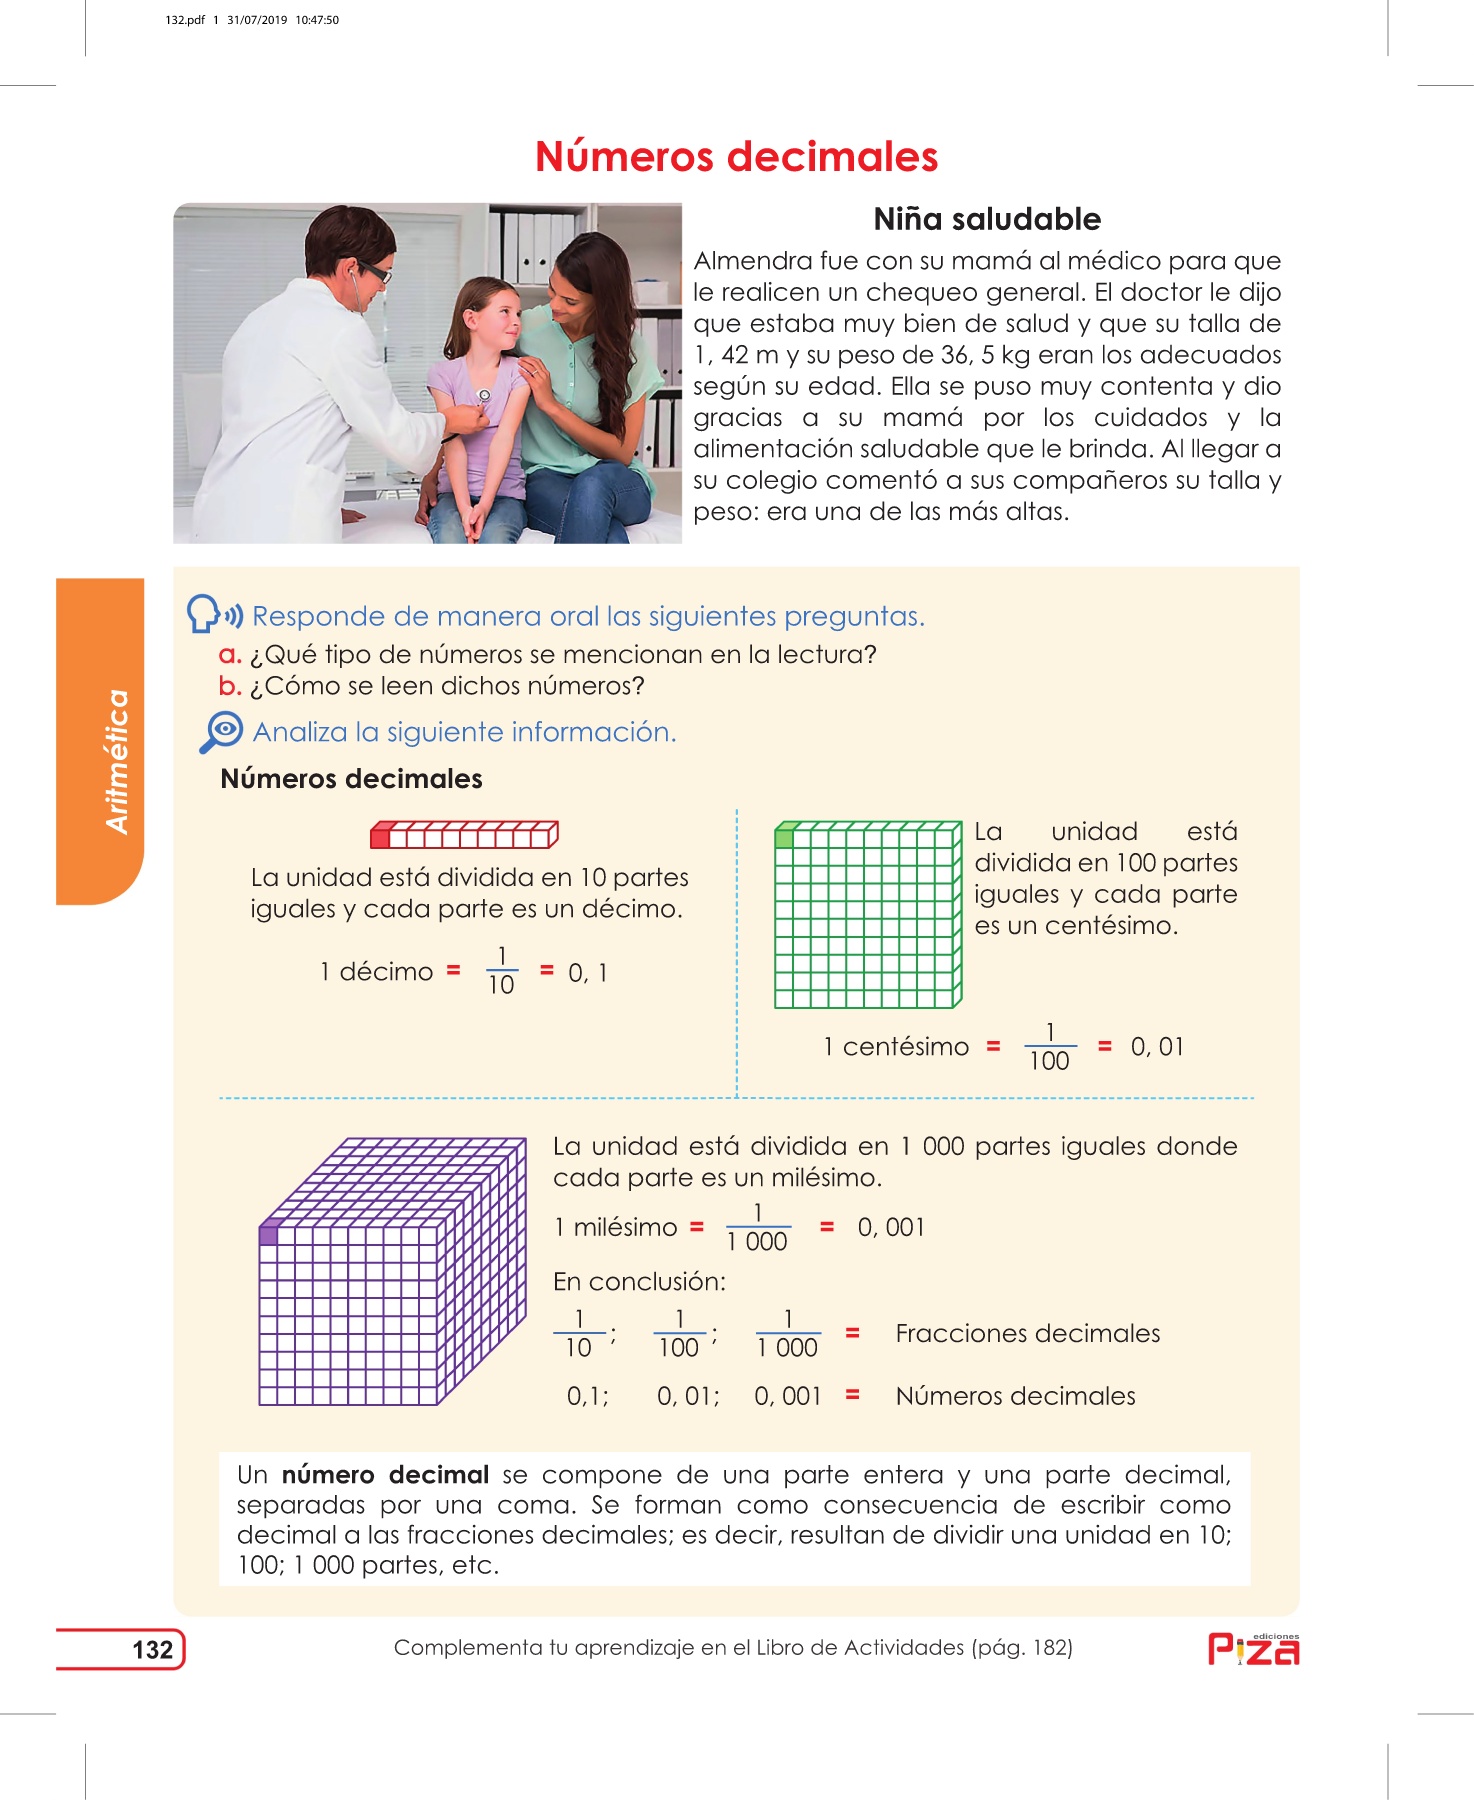 132.pdf 1 31/07/2019 10:47:50
Números decimales
Niña saludable
Almendra fue con su mamá al médico para que
le realicen un chequeo general. El doctor le dijo
que estaba muy bien de salud y que su talla de
1, 42 m y su peso de 36, 5 kg eran los adecuados
según su edad. Ella se puso muy contenta y dio
gracias a su mamá por los cuidados y la
alimentación saludable que le brinda. Al llegar a
su colegio comentó a sus compañeros su talla y
peso: era una de las más altas.
Aritmética
Responde de manera oral las siguientes preguntas.
a. ¿Qué tipo de números se mencionan en la lectura?
b. ¿Cómo se leen dichos números?
Analiza la siguiente información.
Números decimales
La unidad está dividida en 10 partes
iguales y cada parte es un décimo.
1 décimo = 1/10 = 0, 1
La unidad está
dividida en 100 partes
iguales y cada parte
es un centésimo.
1 centésimo = 1/100 = 0, 01
La unidad está dividida en 1 000 partes iguales donde
cada parte es un milésimo.
1 milésimo = 1/1 000 = 0, 001
En conclusión:
1/10; 1/100; 1/1 000 = Fracciones decimales
0,1; 0, 01; 0, 001 = Números decimales
Un número decimal se compone de una parte entera y una parte decimal,
separadas por una coma. Se forman como consecuencia de escribir como
decimal a las fracciones decimales; es decir, resultan de dividir una unidad en 10;
100; 1 000 partes, etc.
132
Complementa tu aprendizaje en el Libro de Actividades (pág. 182)
ediciones
Piza